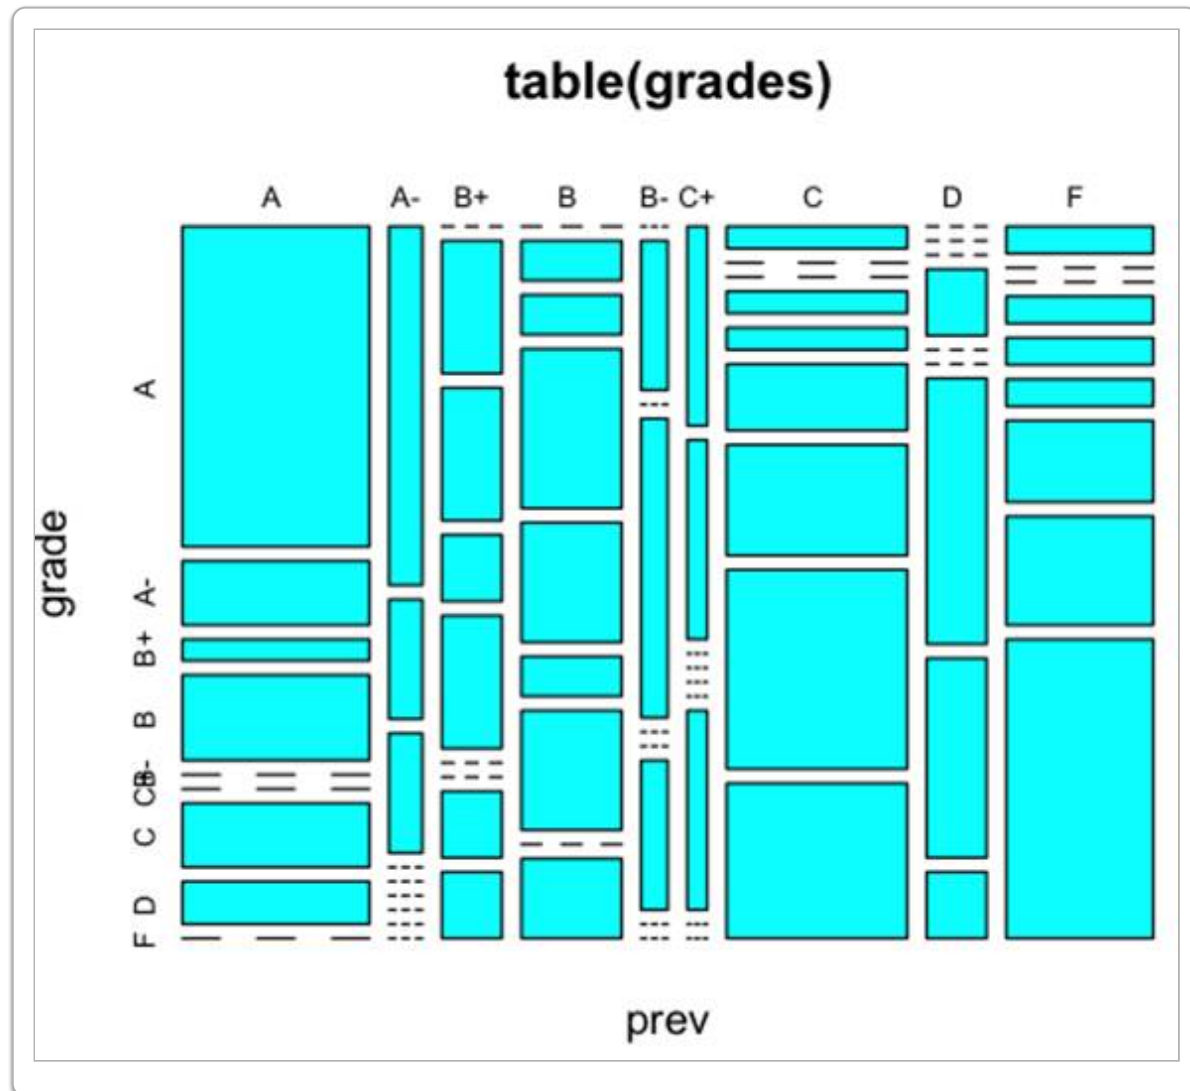 table(grades)
A A- B+ B B- C+ C D F
grade
A
A-
B+
B
B-
C+
C
D
F
prev